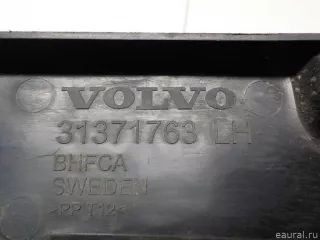 VOLVO
31371763 LH
BHFCA
SWEDEN
eaural.ru